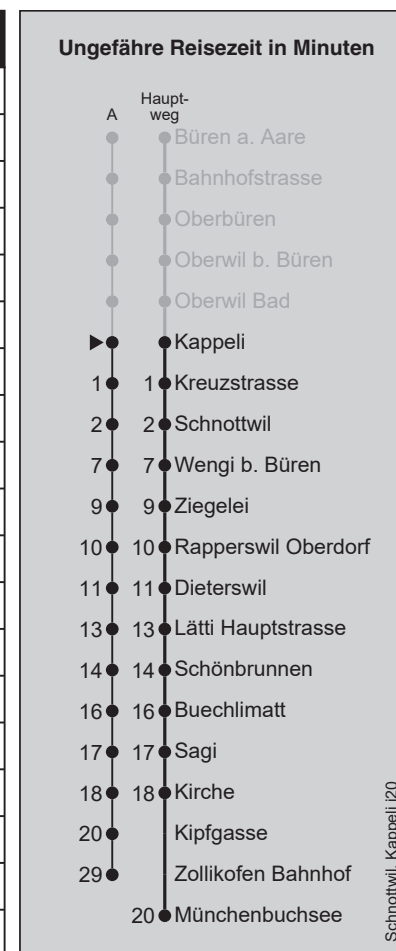 Ungefähre Reisezeit in Minuten
A Haupt-
weg
Büren a. Aare
Bahnhofstrasse
Oberbüren
Oberwil b. Büren
Oberwil Bad
Kappeli
1 1 Kreuzstrasse
2 2 Schnottwil
7 7 Wengi b. Büren
9 9 Ziegelei
10 10 Rapperswil Oberdorf
11 11 Dieterswil
13 13 Lätti Hauptstrasse
14 14 Schönbrunnen
16 16 Buechlimatt
17 17 Sagi
18 18 Kirche
20 Kipfgasse
29 Zollikofen Bahnhof
20 Münchenbuchsee
Schnottwil, Kappeli i20